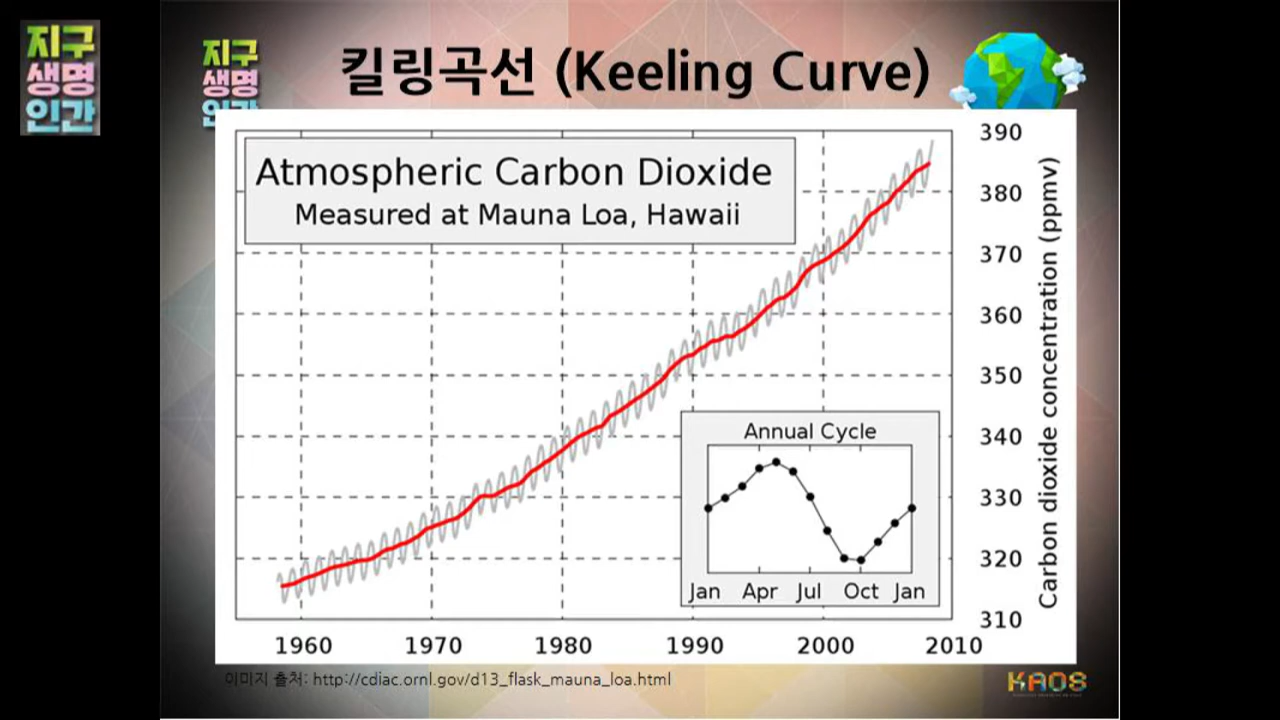 지구
생명
인간
지구
생명
인간
킬링곡선 (Keeling Curve)
Atmospheric Carbon Dioxide
Measured at Mauna Loa, Hawaii
390
380
370
360
350
340
330
320
310
Carbon dioxide concentration (ppmv)
Annual Cycle
Jan Apr Jul Oct Jan
1960 1970 1980 1990 2000 2010
이미지 출처: http://cdiac.ornl.gov/d13_flask_mauna_loa.html
KAOS